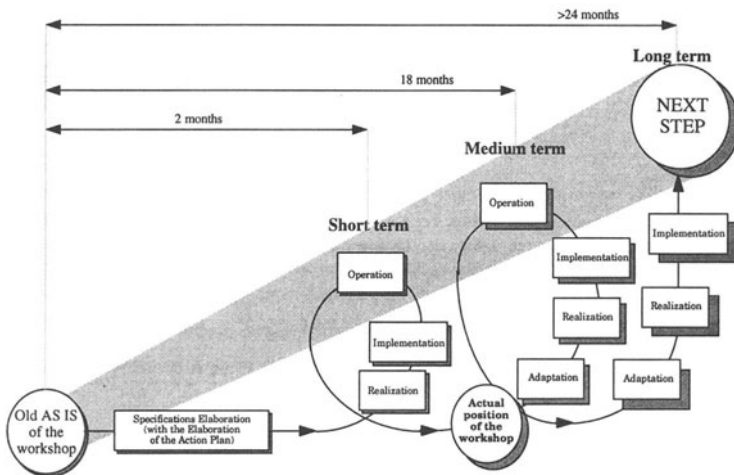 >24 months
Long term
18 months
NEXT
STEP
2 months
Medium term
Operation
Short term
Implementation
Implementation
Operation
Realization
Realization
Implementation
Adaptation
Adaptation
Realization
Old AS IS
of the
workshop
Specifications Elaboration
(with the Elaboration
of the Action Plan)
Actual
position
of the
workshop